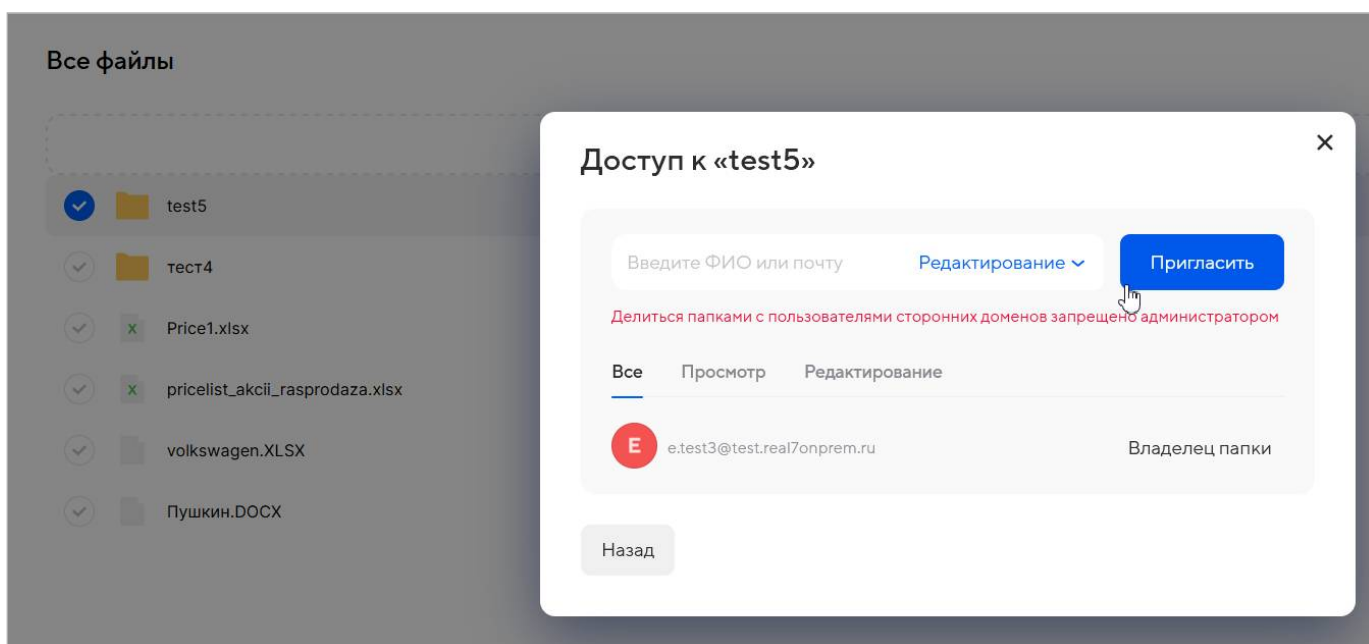 Все файлы
Доступ к «test5»
test5
Введите ФИО или почту Редактирование Пригласить
тест4
Делиться папками с пользователями сторонних доменов запрещено администратором
X Price1.xlsx
Все Просмотр Редактирование
X pricelist_akcii_rasprodaza.xlsx
E e.test3@test.real7onprem.ru Владелец папки
volkswagen.XLSX
Пушкин.DOCX
Назад